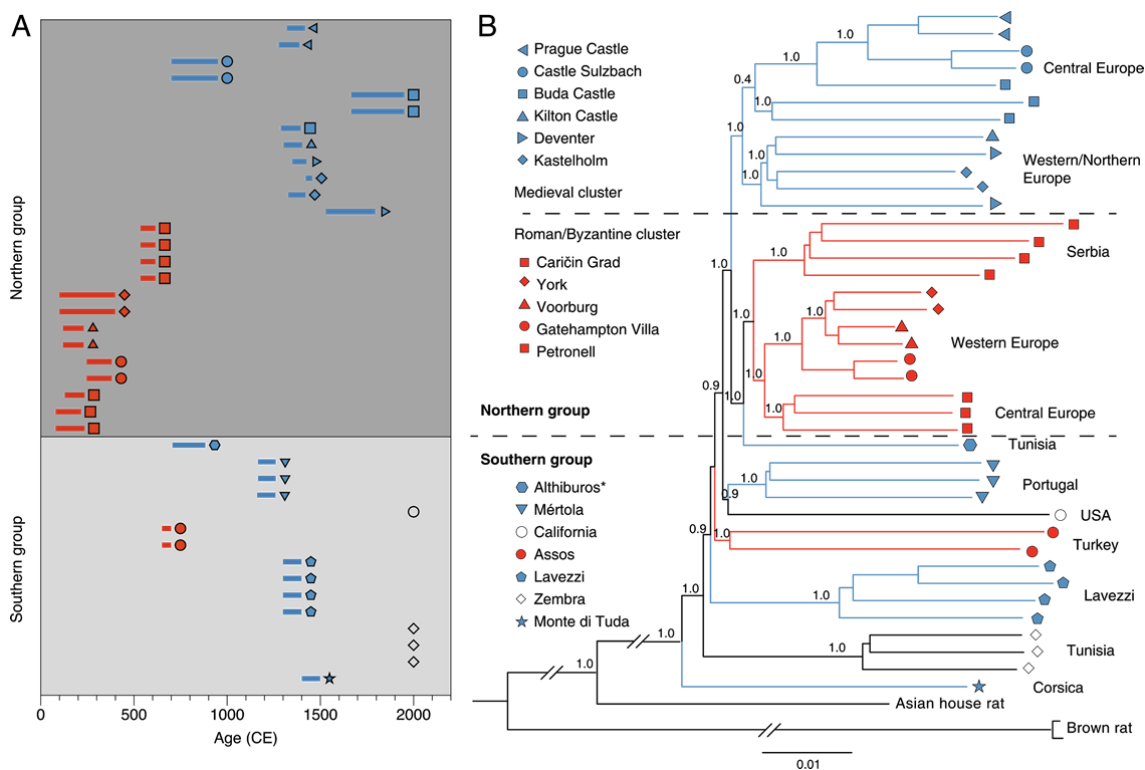 A
Northern group
Southern group
0
500
1000
1500
2000
Age (CE)
B
Prague Castle
Castle Sulzbach
Buda Castle
Kilton Castle
Deventer
Kastelholm
Medieval cluster
Roman/Byzantine cluster
Caričin Grad
York
Voorburg
Gatehampton Villa
Petronell
Northern group
Southern group
Althiburos*
Mértola
California
Assos
Lavezzi
Zembra
Monte di Tuda
1.0
1.0
0.4
Central Europe
1.0
1.0
1.0
Western/Northern
Europe
1.0
1.0
Serbia
1.0
1.0
Western Europe
1.0
0.9
1.0
1.0
Central Europe
Tunisia
1.0
0.9
Portugal
USA
0.9
1.0
Turkey
1.0
1.0
Lavezzi
1.0
1.0
Tunisia
1.0
Corsica
Asian house rat
Brown rat
0.01